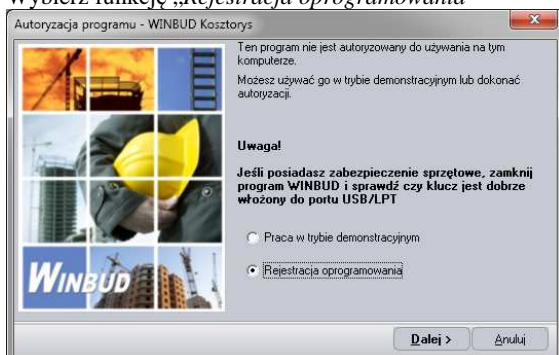 Wybierz funkcję „Rejestracja oprogramowania
Autoryzacja programu - WINBUD Kosztorys
Ten program nie jest autoryzowany do używania na tym
komputerze.
Możesz używać go w trybie demonstracyjnym lub dokonać
autoryzacji.
Uwaga!
Jeśli posiadasz zabezpieczenie sprzętowe, zamknij
program WINBUD i sprawdź czy klucz jest dobrze
włożony do portu USB/LPT
Praca w trybie demonstracyjnym
Rejestracja oprogramowania
WINBUD
Dalej >
Anuluj